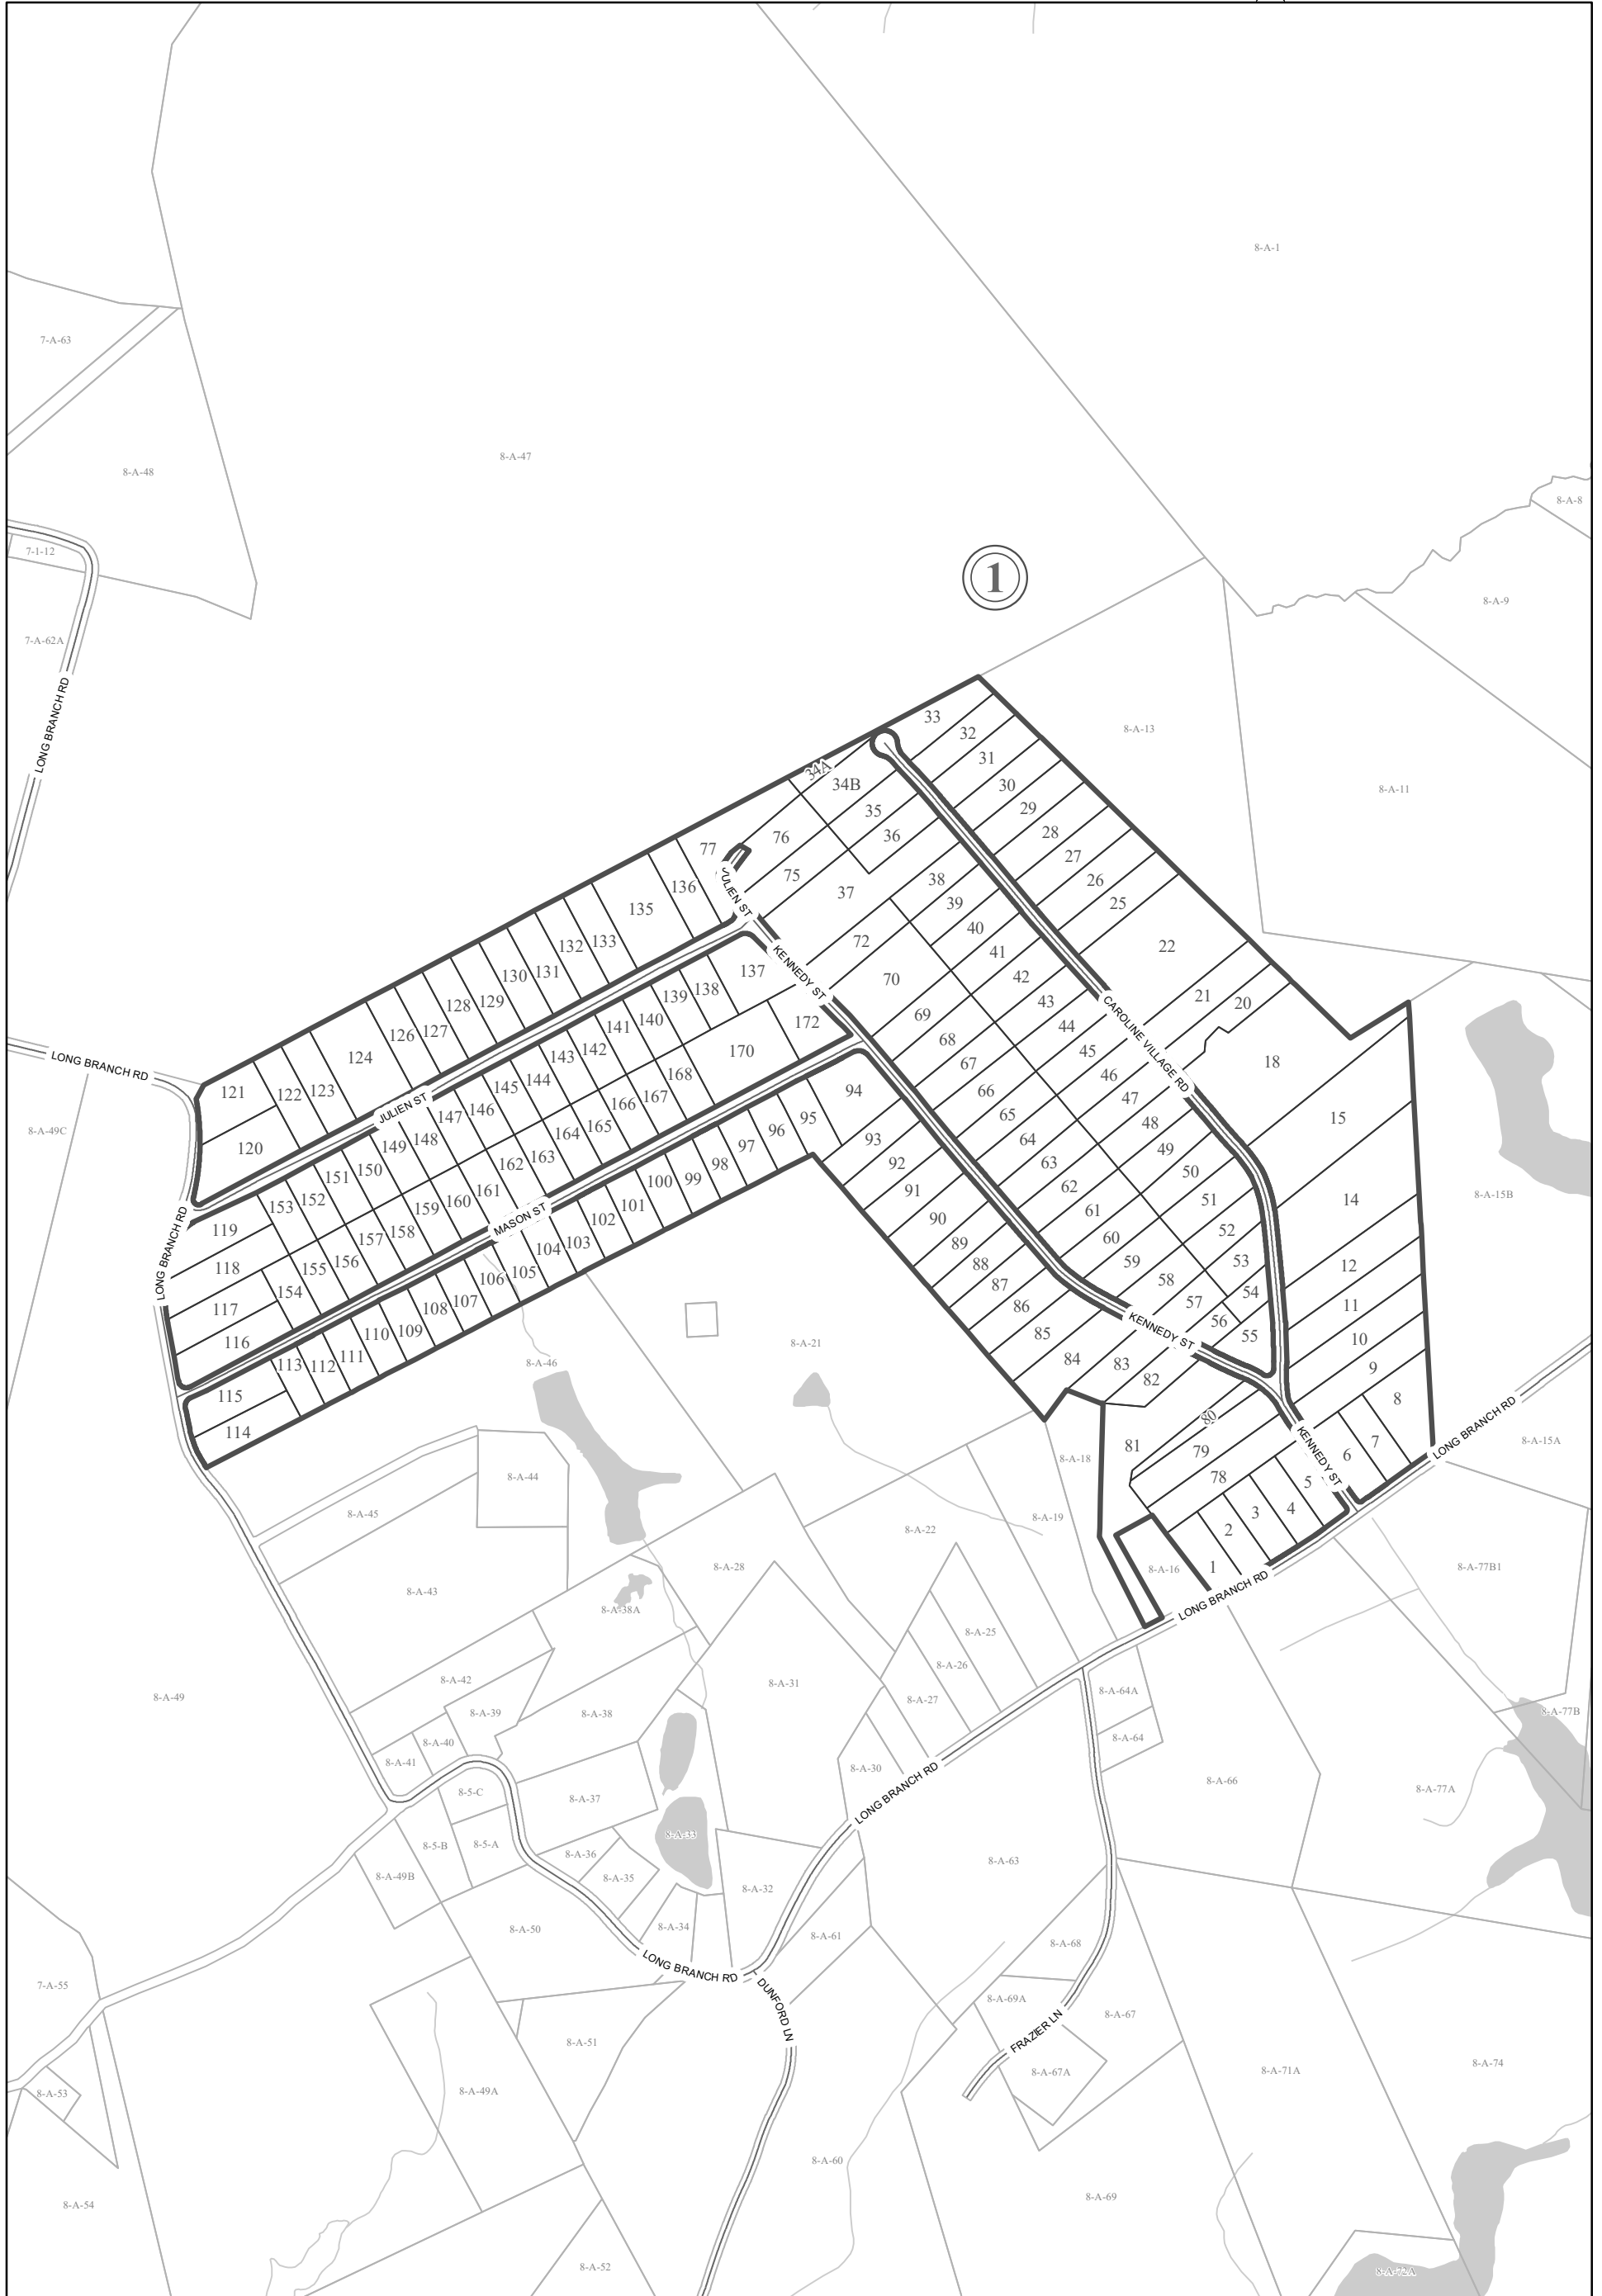 8-A-1
7-A-63
8-A-47
8-A-48
8-A-8
7-1-12
1
8-A-9
7-A-62A
LONG BRANCH RD
33
8-A-13
32
31
34A
34B
30
8-A-11
35
29
36
28
76
77
27
75
26
JULIEN ST
136
37
38
25
39
135
40
72
22
132
133
41
130
131
137
KENNEDY ST
70
42
128
129
139
138
43
21
20
126
127
141
140
172
69
44
CAROLINE VILLAGE RD
124
143
142
68
45
18
LONG BRANCH RD
121
122
123
145
144
170
67
46
JULIEN ST
147
146
168
94
66
47
15
8-A-49C
120
149
148
166
167
95
65
48
151
150
164
165
96
93
64
49
153
152
162
163
97
92
63
50
8-A-15B
119
159
160
161
98
91
62
51
14
LONG BRANCH RD
157
158
MASON ST
100
99
90
61
52
118
155
156
102
101
89
60
53
12
117
154
104
103
88
59
54
11
116
106
105
87
58
55
10
108
107
86
57
56
KENNEDY ST
9
113
112
111
110
109
8-A-46
8-A-21
85
84
83
82
8
115
114
80
81
79
78
KENNEDY ST
6
7
LONG BRANCH RD
8-A-15A
8-A-44
8-A-18
5
8-A-45
8-A-22
8-A-19
4
3
2
1
8-A-16
8-A-77B1
8-A-43
8-A-28
8-A-38A
LONG BRANCH RD
8-A-25
8-A-26
8-A-42
8-A-31
8-A-27
8-A-64A
8-A-49
8-A-39
8-A-38
8-A-77B
8-A-40
8-A-64
8-A-41
8-A-30
8-A-66
8-A-77A
8-5-C
8-A-37
LONG BRANCH RD
8-5-B
8-5-A
8-A-33
8-A-36
8-A-63
8-A-49B
8-A-35
8-A-32
8-A-50
8-A-34
8-A-61
8-A-68
LONG BRANCH RD
7-A-55
DUNFORD LN
8-A-69A
8-A-67
8-A-51
FRAZIER LN
8-A-67A
8-A-71A
8-A-74
8-A-53
8-A-49A
8-A-60
8-A-54
8-A-69
8-A-52
8-A-72A